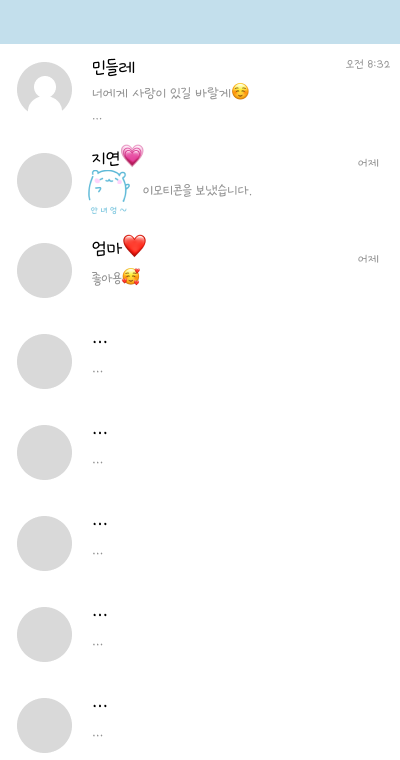 민들레
오전 8:32
너에게 사랑이 있길 바랄게☺️
...
지연💗
어제
안녕~
이모티콘을 보냈습니다.
엄마❤️
어제
좋아용🥰
...
...
...
...
...
...
...
...
...
...